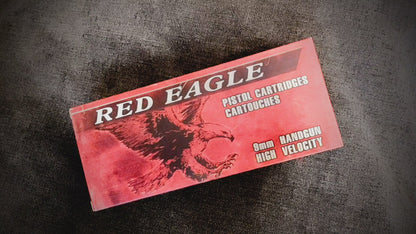 RED EAGLE
PISTOL CARTRIDGES
CARTOUCHES
9mm HANDGUN
HIGH VELOCITY